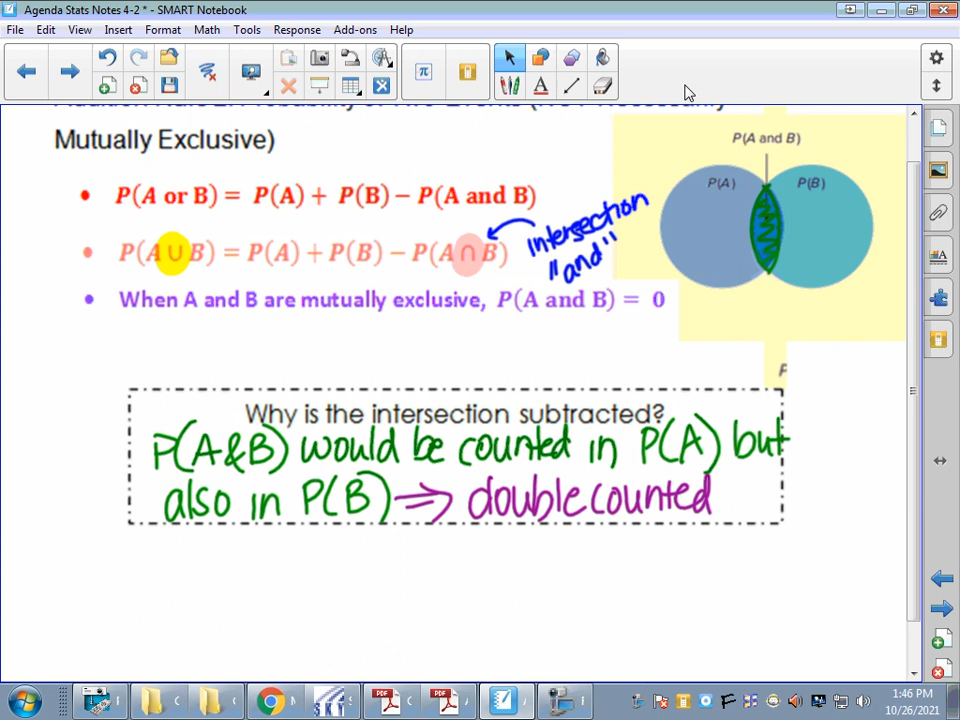 Agenda Stats Notes 4-2 * - SMART Notebook
File Edit View Insert Format Tools Response Add-ons Help
Mutually Exclusive)
• P(A or B) = P(A) + P(B) − P(A and B)
• P(A ∪ B) = P(A) + P(B) − P(A ∩ B)
intersection
"and"
• When A and B are mutually exclusive, P(A and B) = 0
P(A and B)
P(A) P(B)
P
Why is the intersection subtracted?
P(A&B) would be counted in P(A) but
also in P(B) ⇒ double counted
1:46 PM
10/26/2021